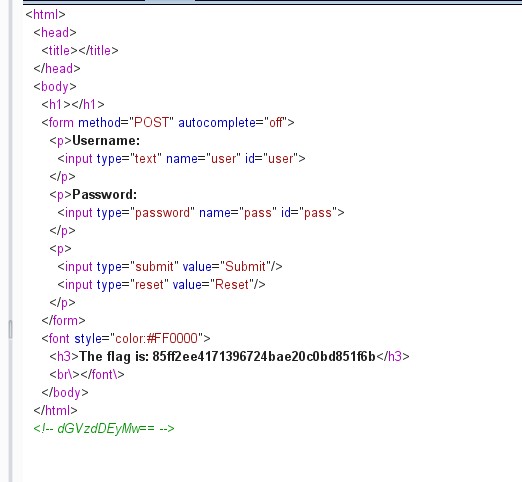 <html>
<head>
<title></title>
</head>
<body>
<h1></h1>
<form method="POST" autocomplete="off">
<p>Username:
<input type="text" name="user" id="user">
</p>
<p>Password:
<input type="password" name="pass" id="pass">
</p>
<p>
<input type="submit" value="Submit"/>
<input type="reset" value="Reset"/>
</p>
</form>
<font style="color:#FF0000">
<h3>The flag is: 85ff2ee4171396724bae20c0bd851f6b</h3>
<br\></font\>
</body>
</html>
<!-- dGVzdDEyMw== -->